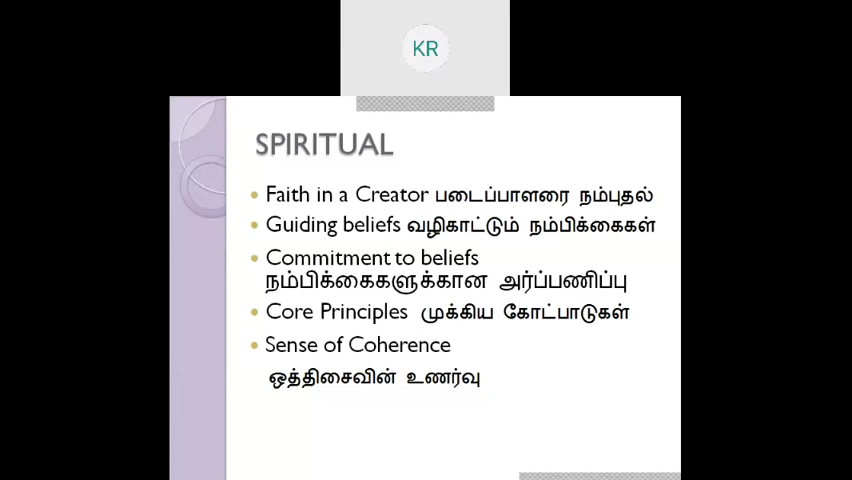 KR
SPIRITUAL
Faith in a Creator படைப்பாளரை நம்புதல்
Guiding beliefs வழிகாட்டும் நம்பிக்கைகள்
Commitment to beliefs
நம்பிக்கைகளுக்கான அர்ப்பணிப்பு
Core Principles முக்கிய கோட்பாடுகள்
Sense of Coherence
ஒத்திசைவின் உணர்வு